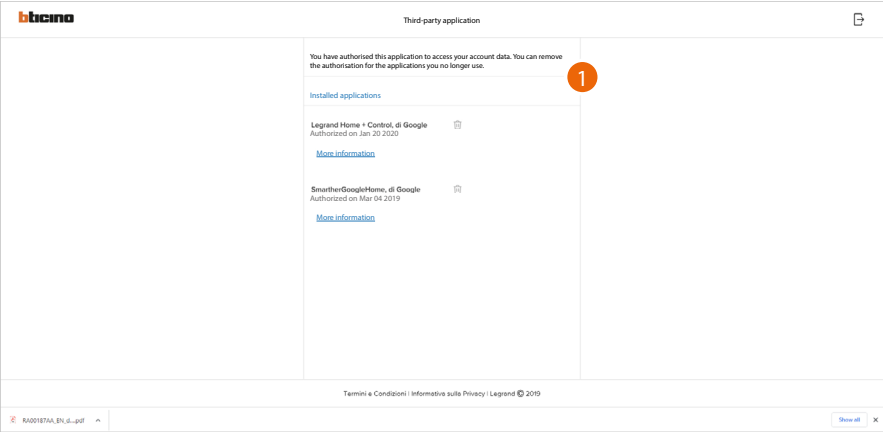 bticino
Third-party application
You have authorised this application to access your account data. You can remove
the authorisation for the applications you no longer use.
1
Installed applications
Legrand Home + Control, di Google
Authorized on Jan 20 2020
More information
SmartherGoogleHome, di Google
Authorized on Mar 04 2019
More information
Termini e Condizioni | Informativa sulla Privacy | Legrand © 2019
RA00187AA_EN_d....pdf
Show all